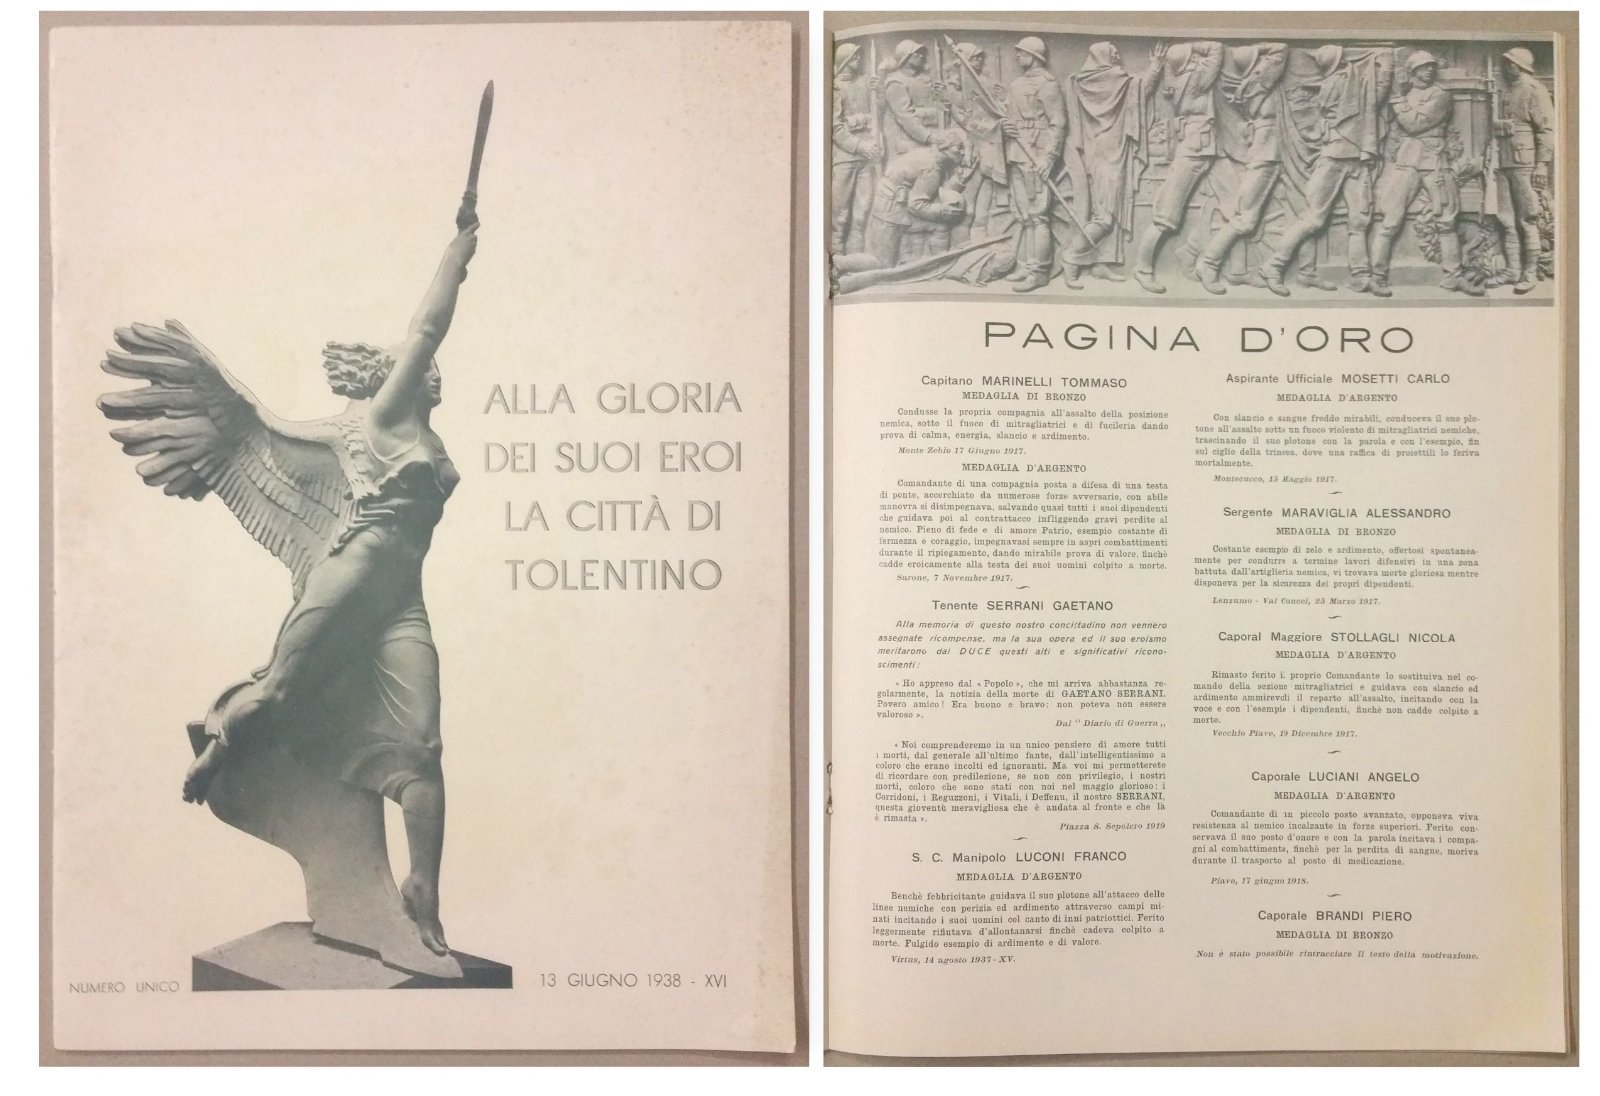 ALLA GLORIA
DEI SUOI EROI
LA CITTÀ DI
TOLENTINO
NUMERO UNICO
13 GIUGNO 1938 - XVI
PAGINA D'ORO
Capitano MARINELLI TOMMASO
MEDAGLIA DI BRONZO
Condusse la propria compagnia all'assalto della posizione
nemica, sotto il fuoco di mitragliatrici e di fucileria dando
prova di calma, energia, slancio e ardimento.
Monte Zebio 17 Giugno 1917.
MEDAGLIA D'ARGENTO
Comandante di una compagnia posta a difesa di una testa
di ponte, accerchiato da numerose forze avversarie, con abile
manovra si disimpegnava, salvando quasi tutti i suoi dipendenti
che guidava poi al contrattacco infliggendo gravi perdite al
nemico. Pieno di fede e di amore Patrio, esempio costante di
fermezza e coraggio, impegnavasi sempre in aspri combattimenti
durante il ripiegamento, dando mirabile prova di valore, finchè
cadde eroicamente alla testa dei suoi uomini colpito a morte.
Sarone, 7 Novembre 1917.
Tenente SERRANI GAETANO
Alla memoria di questo nostro concittadino non vennero
assegnate ricompense, ma la sua opera ed il suo eroismo
meritarono dal DUCE questi alti e significativi ricono-
scimenti:
« Ho appreso dal « Popolo », che mi arriva abbastanza re-
golarmente, la notizia della morte di GAETANO SERRANI.
Povero amico! Era buono e bravo: non poteva non essere
valoroso ».
Dal " Diario di Guerra „
« Noi comprenderemo in un unico pensiero di amore tutti
i morti, dal generale all'ultimo fante, dall'intelligentissimo a
coloro che erano incolti ed ignoranti. Ma voi mi permetterete
di ricordare con predilezione, se non con privilegio, i nostri
morti, coloro che sono stati con noi nel maggio glorioso: i
Corridoni, i Reguzzoni, i Vitali, i Deffenu, il nostro SERRANI,
questa gioventù meravigliosa che è andata al fronte e che là
è rimasta ».
Piazza S. Sepolcro 1919
S. C. Manipolo LUCONI FRANCO
MEDAGLIA D'ARGENTO
Benchè febbricitante guidava il suo plotone all'attacco delle
linee nemiche con perizia ed ardimento attraverso campi mi-
nati incitando i suoi uomini col canto di inni patriottici. Ferito
leggermente rifiutava d'allontanarsi finchè cadeva colpito a
morte. Fulgido esempio di ardimento e di valore.
Virtus, 14 agosto 1937 - XV.
Aspirante Ufficiale MOSETTI CARLO
MEDAGLIA D'ARGENTO
Con slancio e sangue freddo mirabili, conduceva il suo plo-
tone all'assalto sotto un fuoco violento di mitragliatrici nemiche,
trascinando il suo plotone con la parola e con l'esempio, fin
sul ciglio della trincea, dove una raffica di proiettili lo feriva
mortalmente.
Montecucco, 15 Maggio 1917.
Sergente MARAVIGLIA ALESSANDRO
MEDAGLIA DI BRONZO
Costante esempio di zelo e ardimento, offertosi spontanea-
mente per condurre a termine lavori difensivi in una zona
battuta dall'artiglieria nemica, vi trovava morte gloriosa mentre
disponeva per la sicurezza dei propri dipendenti.
Lenzumo - Val Concei, 25 Marzo 1917.
Caporal Maggiore STOLLAGLI NICOLA
MEDAGLIA D'ARGENTO
Rimasto ferito il proprio Comandante lo sostituiva nel co-
mando della sezione mitragliatrici e guidava con slancio ed
ardimento ammirevoli il reparto all'assalto, incitando con la
voce e con l'esempio i dipendenti, finchè non cadde colpito a
morte.
Vecchio Piave, 19 Dicembre 1917.
Caporale LUCIANI ANGELO
MEDAGLIA D'ARGENTO
Comandante di un piccolo posto avanzato, opponeva viva
resistenza al nemico incalzante in forze superiori. Ferito con-
servava il suo posto d'onore e con la parola incitava i compa-
gni al combattimento, finchè per la perdita di sangue, moriva
durante il trasporto al posto di medicazione.
Piave, 17 giugno 1918.
Caporale BRANDI PIERO
MEDAGLIA DI BRONZO
Non è stato possibile rintracciare il testo della motivazione.